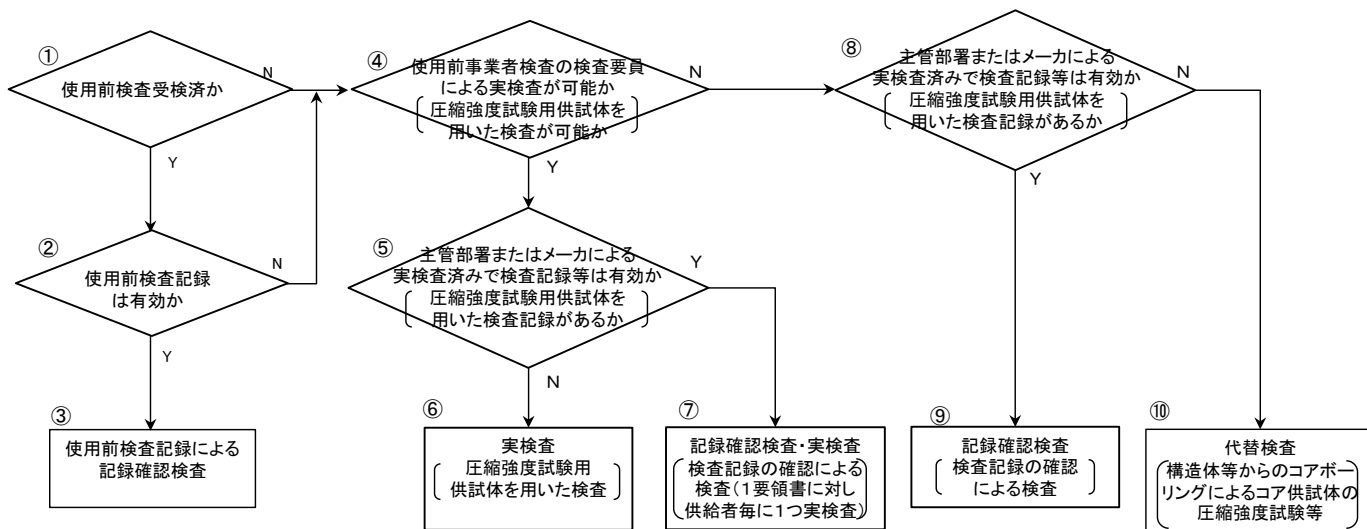 ①
使用前検査受検済か
N
Y
②
使用前検査記録
は有効か
N
Y
③
使用前検査記録による
記録確認検査
④
使用前事業者検査の検査要員
による実検査が可能か
圧縮強度試験用供試体を
用いた検査が可能か
N
Y
⑤
主管部署またはメーカによる
実検査済みで検査記録等は有効か
圧縮強度試験用供試体を
用いた検査記録があるか
Y
N
⑥
実検査
圧縮強度試験用
供試体を用いた検査
⑦
記録確認検査・実検査
検査記録の確認による
検査(1要領書に対し
供給者毎に1つ実検査)
⑧
主管部署またはメーカによる
実検査済みで検査記録等は有効か
圧縮強度試験用供試体を
用いた検査記録があるか
N
Y
⑨
記録確認検査
検査記録の確認
による検査
⑩
代替検査
構造体等からのコアボー
リングによるコア供試体の
圧縮強度試験等